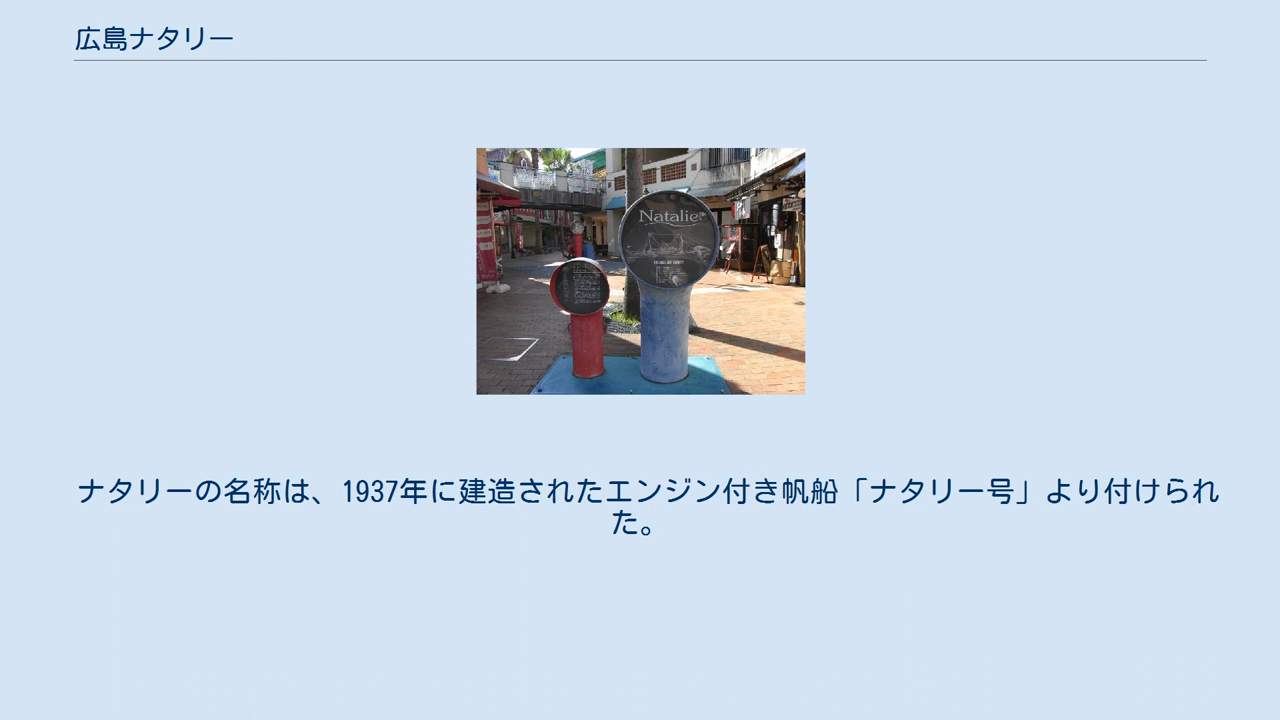 広島ナタリー
Natalie
ナタリーの名称は、1937年に建造されたエンジン付き帆船「ナタリー号」より付けられ
た。